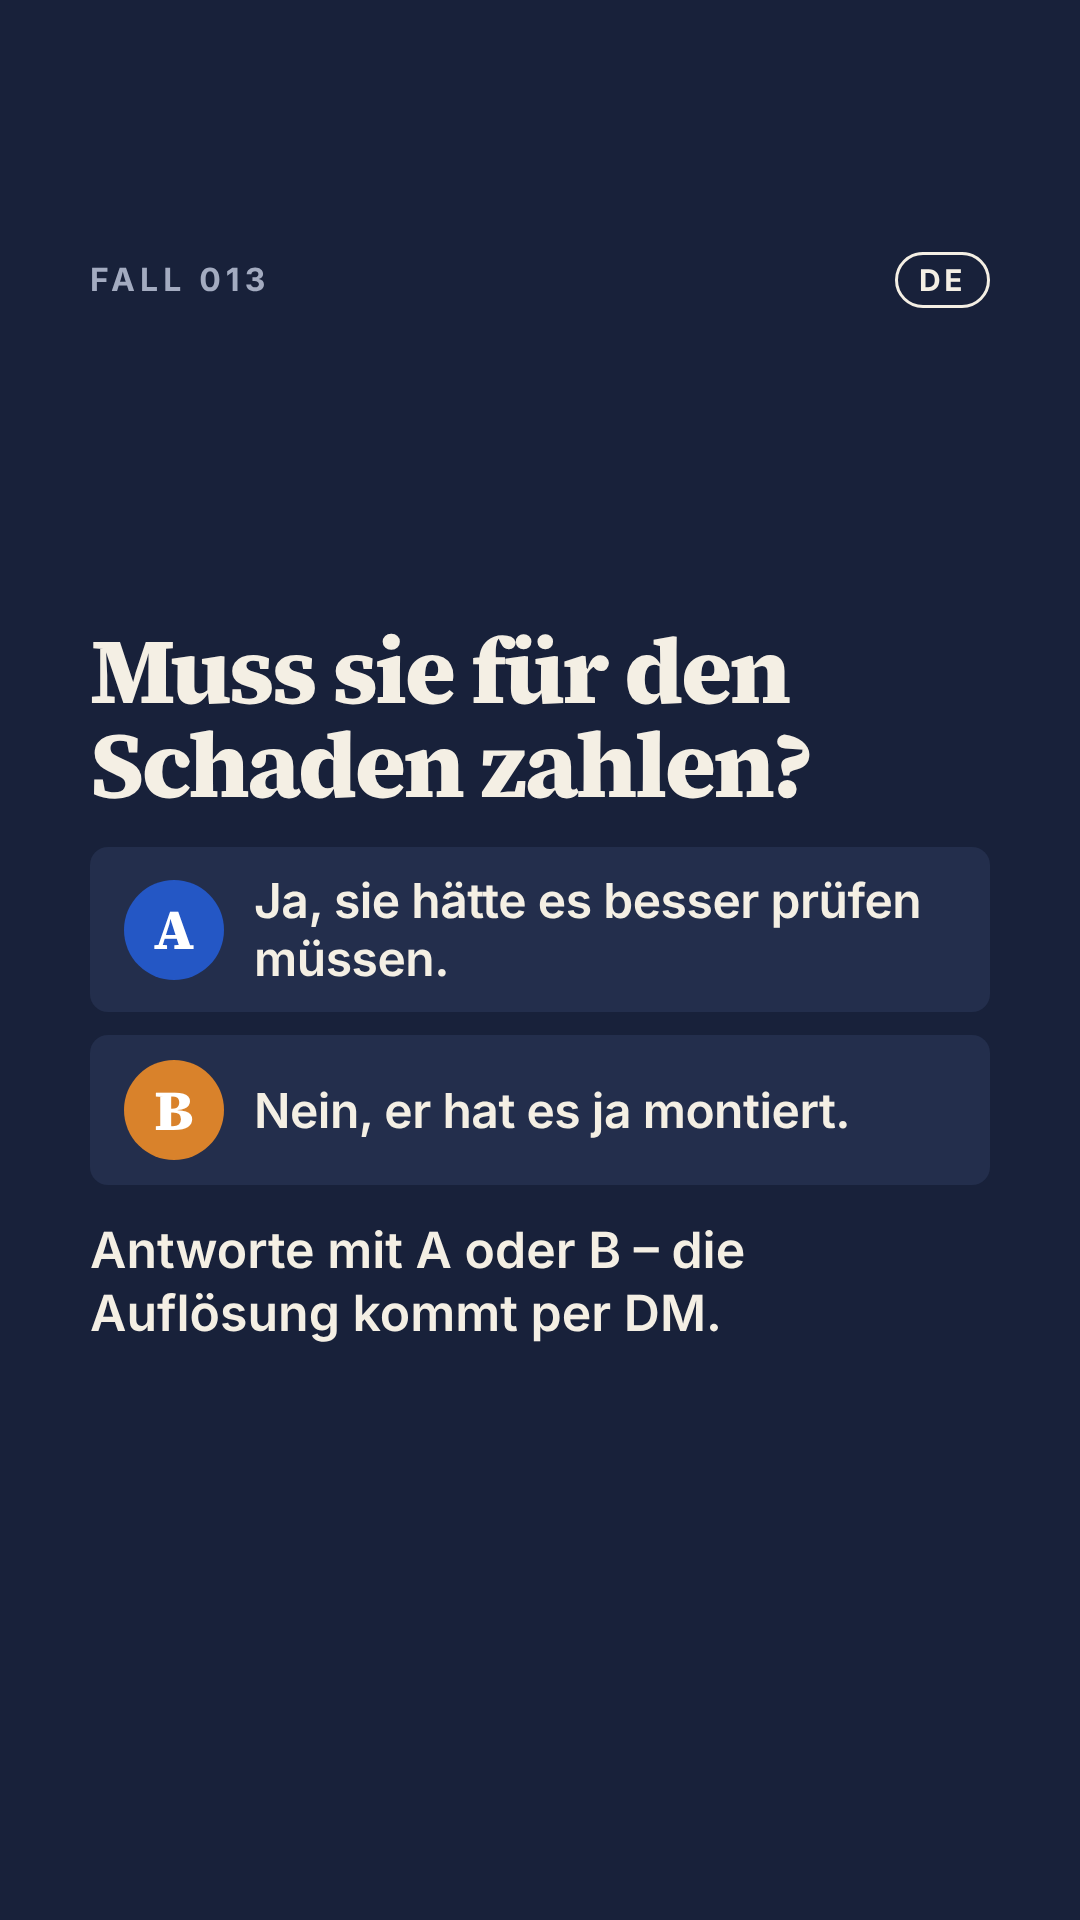 FALL 013
DE
Muss sie für den
Schaden zahlen?
A
Ja, sie hätte es besser prüfen
müssen.
B
Nein, er hat es ja montiert.
Antworte mit A oder B – die
Auflösung kommt per DM.